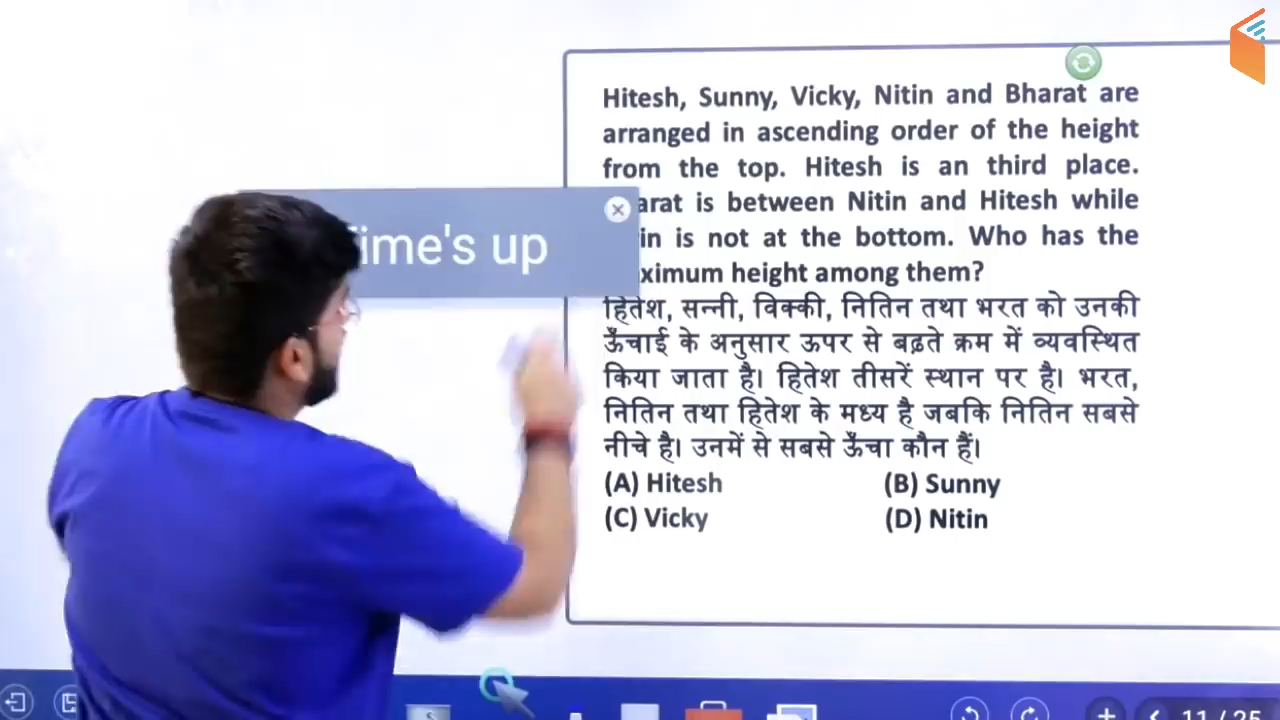 Hitesh, Sunny, Vicky, Nitin and Bharat are
arranged in ascending order of the height
from the top. Hitesh is an third place.
arat is between Nitin and Hitesh while
in is not at the bottom. Who has the
ximum height among them?
ime's up
हितेश, सन्नी, विक्की, नितिन तथा भरत को उनकी
ऊँचाई के अनुसार ऊपर से बढ़ते क्रम में व्यवस्थित
किया जाता है। हितेश तीसरें स्थान पर है। भरत,
नितिन तथा हितेश के मध्य है जबकि नितिन सबसे
नीचे है। उनमें से सबसे ऊँचा कौन हैं।
(A) Hitesh (B) Sunny
(C) Vicky (D) Nitin
11 / 25